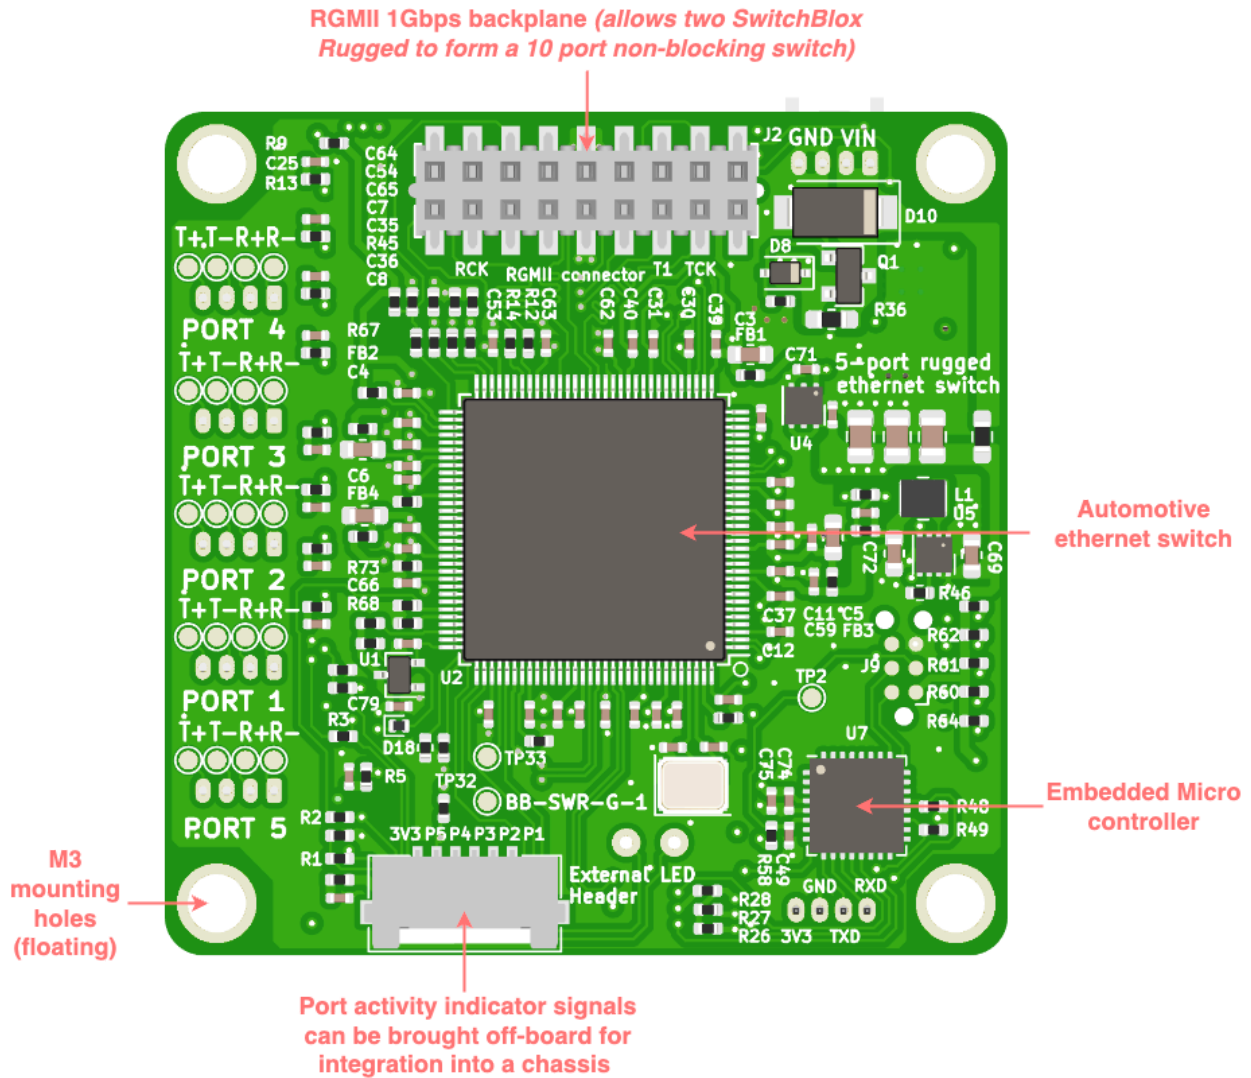 RGMII 1Gbps backplane (allows two SwitchBlox
Rugged to form a 10 port non-blocking switch)
J2
GND VIN
R9
C25
R13
C64
C54
C65
C7
C35
R45
C36
C8
D10
D8
Q1
R36
T+ T-R+R-
PORT 4
RCK
RGMII connector
T1
TCK
C53
R14
R12
C63
C62
C40
C31
C30
C39
C3
FB1
R67
FB2
C4
C71
5-port rugged
ethernet switch
U4
T+T-R+R-
PORT 3
C6
FB4
L1
U5
Automotive
ethernet switch
T+T-R+R-
PORT 2
R73
C66
R68
C72
C69
R46
C37
C11
C5
C59
FB3
C12
T+T-R+R-
PORT 1
U1
U2
C79
R3
D18
J9
R62
R61
R60
R64
TP2
U7
T+T-R+R-
PORT 5
R5
TP33
TP32
BB-SWR-G-1
C75
C74
R2
R1
3V3 P5 P4 P3 P2 P1
R58
C49
R48
R49
Embedded Micro
controller
External LED
Header
R28
R27
R26
GND
RXD
3V3
TXD
M3
mounting
holes
(floating)
Port activity indicator signals
can be brought off-board for
integration into a chassis